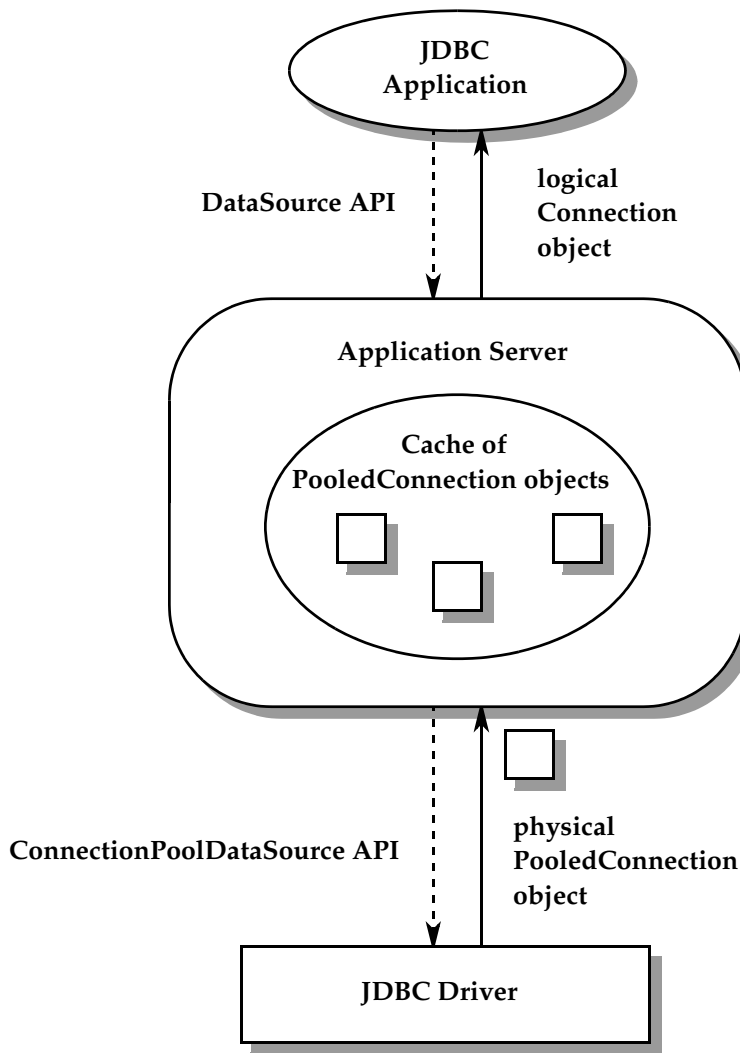 JDBC
Application
DataSource API
logical
Connection
object
Application Server
Cache of
PooledConnection objects
ConnectionPoolDataSource API
physical
PooledConnection
object
JDBC Driver